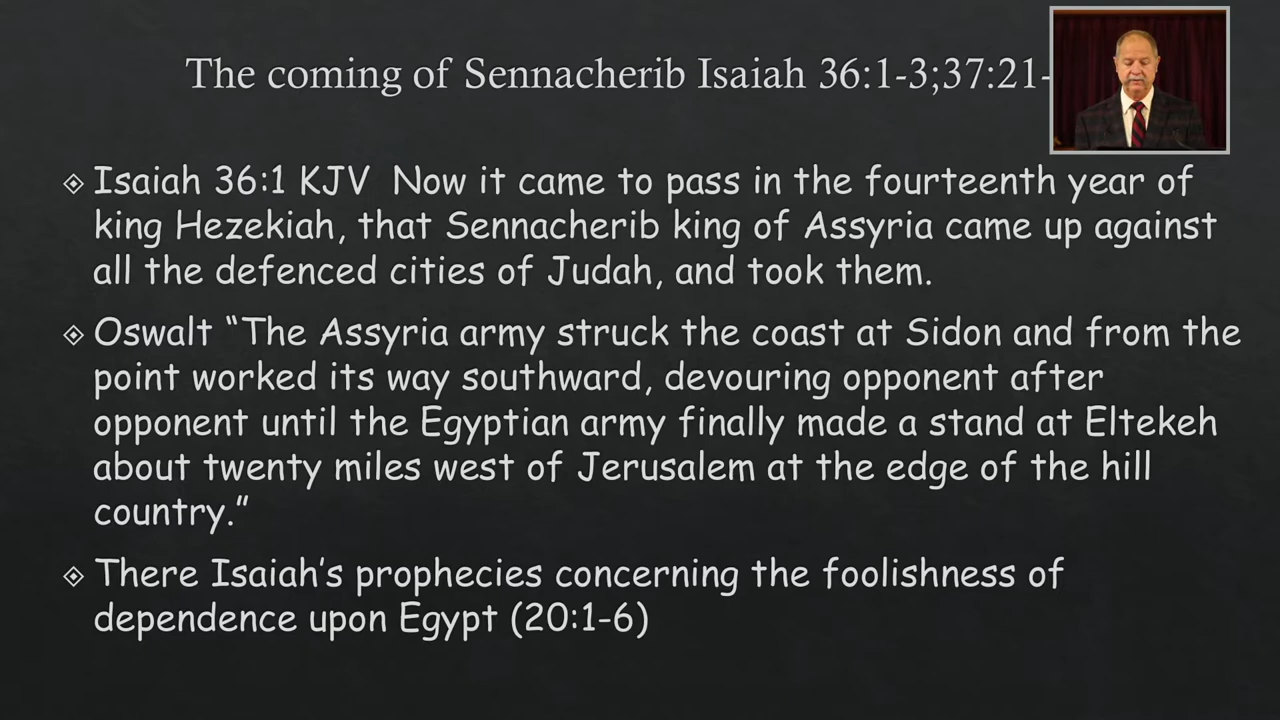 The coming of Sennacherib Isaiah 36:1-3;37:21-
Isaiah 36:1 KJV  Now it came to pass in the fourteenth year of
king Hezekiah, that Sennacherib king of Assyria came up against
all the defenced cities of Judah, and took them.
Oswalt “The Assyria army struck the coast at Sidon and from the
point worked its way southward, devouring opponent after
opponent until the Egyptian army finally made a stand at Eltekeh
about twenty miles west of Jerusalem at the edge of the hill
country.”
There Isaiah’s prophecies concerning the foolishness of
dependence upon Egypt (20:1-6)